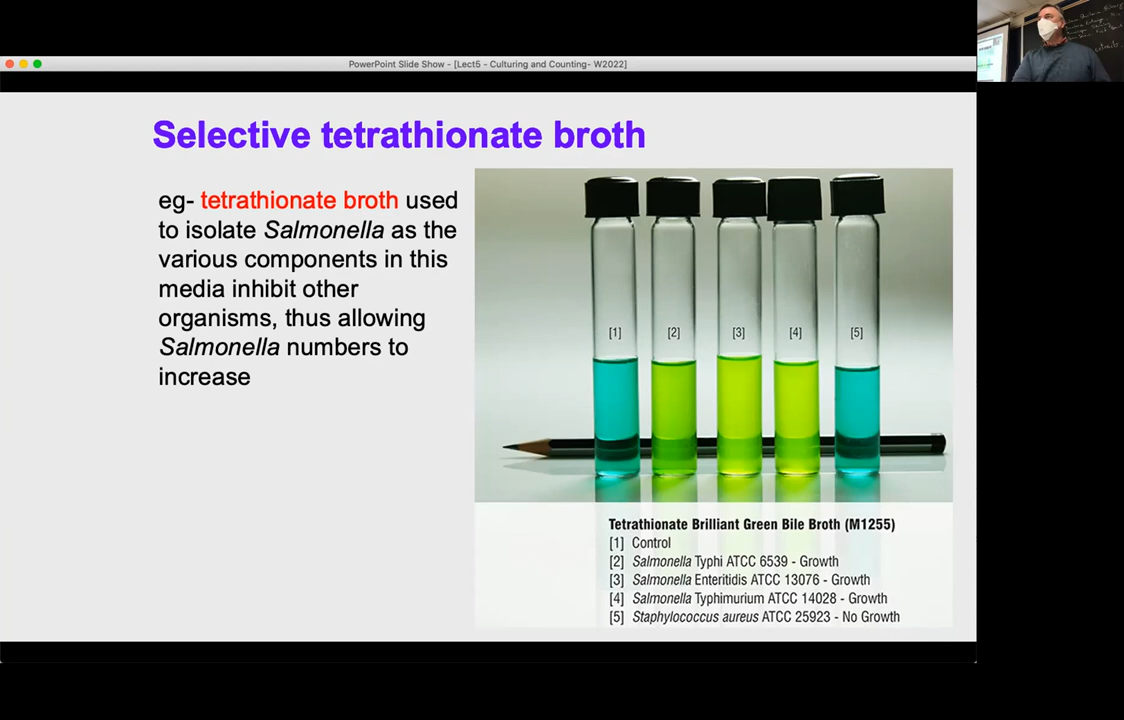 PowerPoint Slide Show - [Lect5 - Culturing and Counting- W2022]
Selective tetrathionate broth
eg- tetrathionate broth used
to isolate Salmonella as the
various components in this
media inhibit other
organisms, thus allowing
Salmonella numbers to
increase
[1] [2] [3] [4] [5]
Tetrathionate Brilliant Green Bile Broth (M1255)
[1] Control
[2] Salmonella Typhi ATCC 6539 - Growth
[3] Salmonella Enteritidis ATCC 13076 - Growth
[4] Salmonella Typhimurium ATCC 14028 - Growth
[5] Staphylococcus aureus ATCC 25923 - No Growth